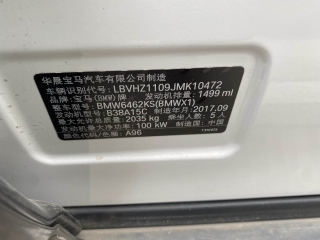 华晨宝马汽车有限公司制造
车辆识别代号 LBVHZ1109JMK10472
品牌:宝马(BMW)牌 发动机排量:1499 ml
整车型号:BMW6462KS(BMWX1)
发动机型号:B38A15C 制造年月:2017.09
最大允许总质量:2035 kg 乘坐人数:5 人
最大净功率:100 kW 制造国:中国
颜色代码/色板:A96